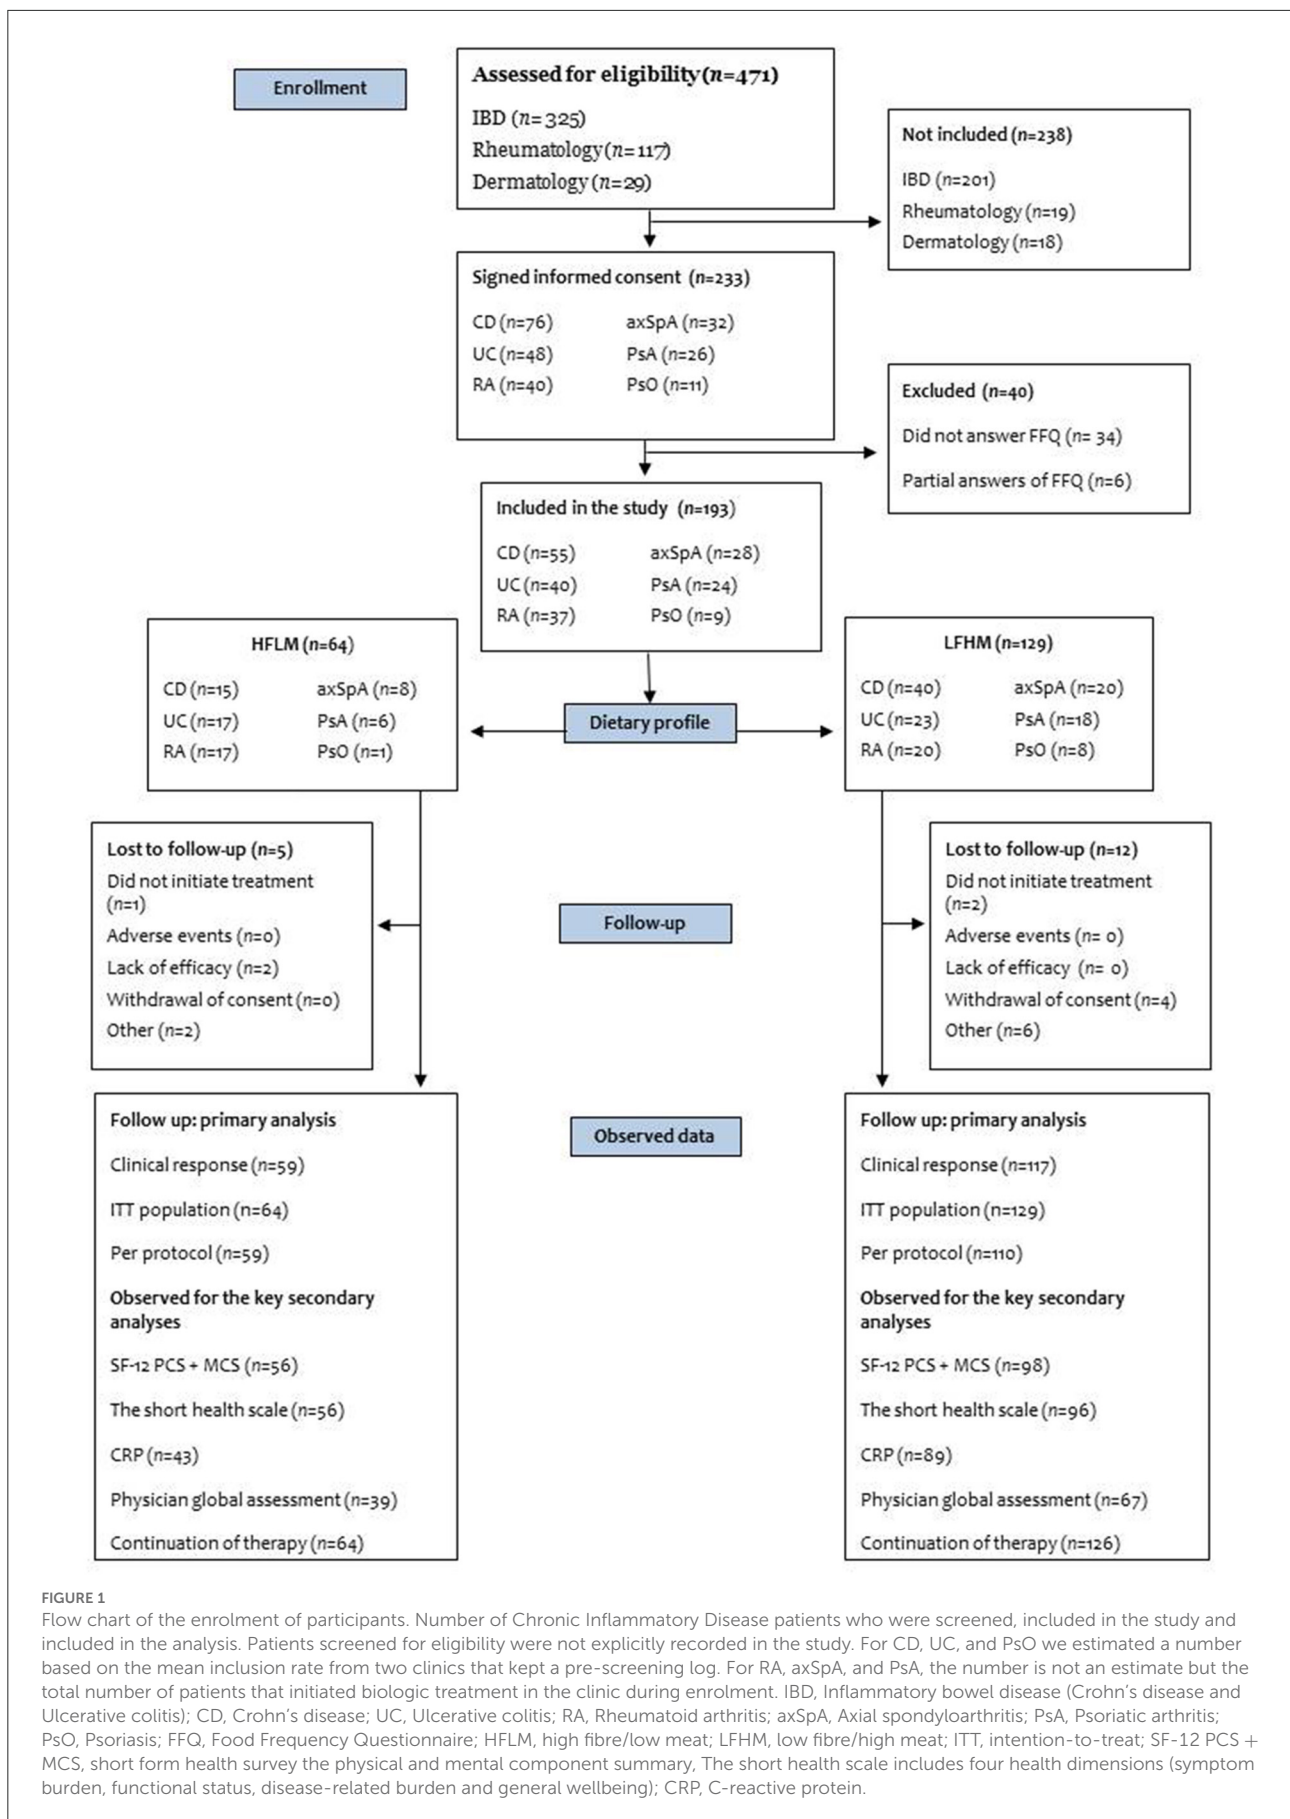 Enrollment
Assessed for eligibility (n=471)
IBD (n=325)
Rheumatology (n=117)
Dermatology (n=29)
Not included (n=238)
IBD (n=201)
Rheumatology (n=19)
Dermatology (n=18)
Signed informed consent (n=233)
CD (n=76) axSpA (n=32)
UC (n=48) PsA (n=26)
RA (n=40) PsO (n=11)
Excluded (n=40)
Did not answer FFQ (n= 34)
Partial answers of FFQ (n=6)
Included in the study (n=193)
CD (n=55) axSpA (n=28)
UC (n=40) PsA (n=24)
RA (n=37) PsO (n=9)
HFLM (n=64)
CD (n=15) axSpA (n=8)
UC (n=17) PsA (n=6)
RA (n=17) PsO (n=1)
Dietary profile
LFHM (n=129)
CD (n=40) axSpA (n=20)
UC (n=23) PsA (n=18)
RA (n=20) PsO (n=8)
Lost to follow-up (n=5)
Did not initiate treatment
(n=1)
Adverse events (n=0)
Lack of efficacy (n=2)
Withdrawal of consent (n=0)
Other (n=2)
Follow-up
Lost to follow-up (n=12)
Did not initiate treatment
(n=2)
Adverse events (n= 0)
Lack of efficacy (n= 0)
Withdrawal of consent (n=4)
Other (n=6)
Follow up: primary analysis
Clinical response (n=59)
ITT population (n=64)
Per protocol (n=59)
Observed for the key secondary
analyses
SF-12 PCS + MCS (n=56)
The short health scale (n=56)
CRP (n=43)
Physician global assessment (n=39)
Continuation of therapy (n=64)
Observed data
Follow up: primary analysis
Clinical response (n=117)
ITT population (n=129)
Per protocol (n=110)
Observed for the key secondary
analyses
SF-12 PCS + MCS (n=98)
The short health scale (n=96)
CRP (n=89)
Physician global assessment (n=67)
Continuation of therapy (n=126)
FIGURE 1
Flow chart of the enrolment of participants. Number of Chronic Inflammatory Disease patients who were screened, included in the study and
included in the analysis. Patients screened for eligibility were not explicitly recorded in the study. For CD, UC, and PsO we estimated a number
based on the mean inclusion rate from two clinics that kept a pre-screening log. For RA, axSpA, and PsA, the number is not an estimate but the
total number of patients that initiated biologic treatment in the clinic during enrolment. IBD, Inflammatory bowel disease (Crohn's disease and
Ulcerative colitis); CD, Crohn's disease; UC, Ulcerative colitis; RA, Rheumatoid arthritis; axSpA, Axial spondyloarthritis; PsA, Psoriatic arthritis;
PsO, Psoriasis; FFQ, Food Frequency Questionnaire; HFLM, high fibre/low meat; LFHM, low fibre/high meat; ITT, intention-to-treat; SF-12 PCS +
MCS, short form health survey the physical and mental component summary, The short health scale includes four health dimensions (symptom
burden, functional status, disease-related burden and general wellbeing); CRP, C-reactive protein.